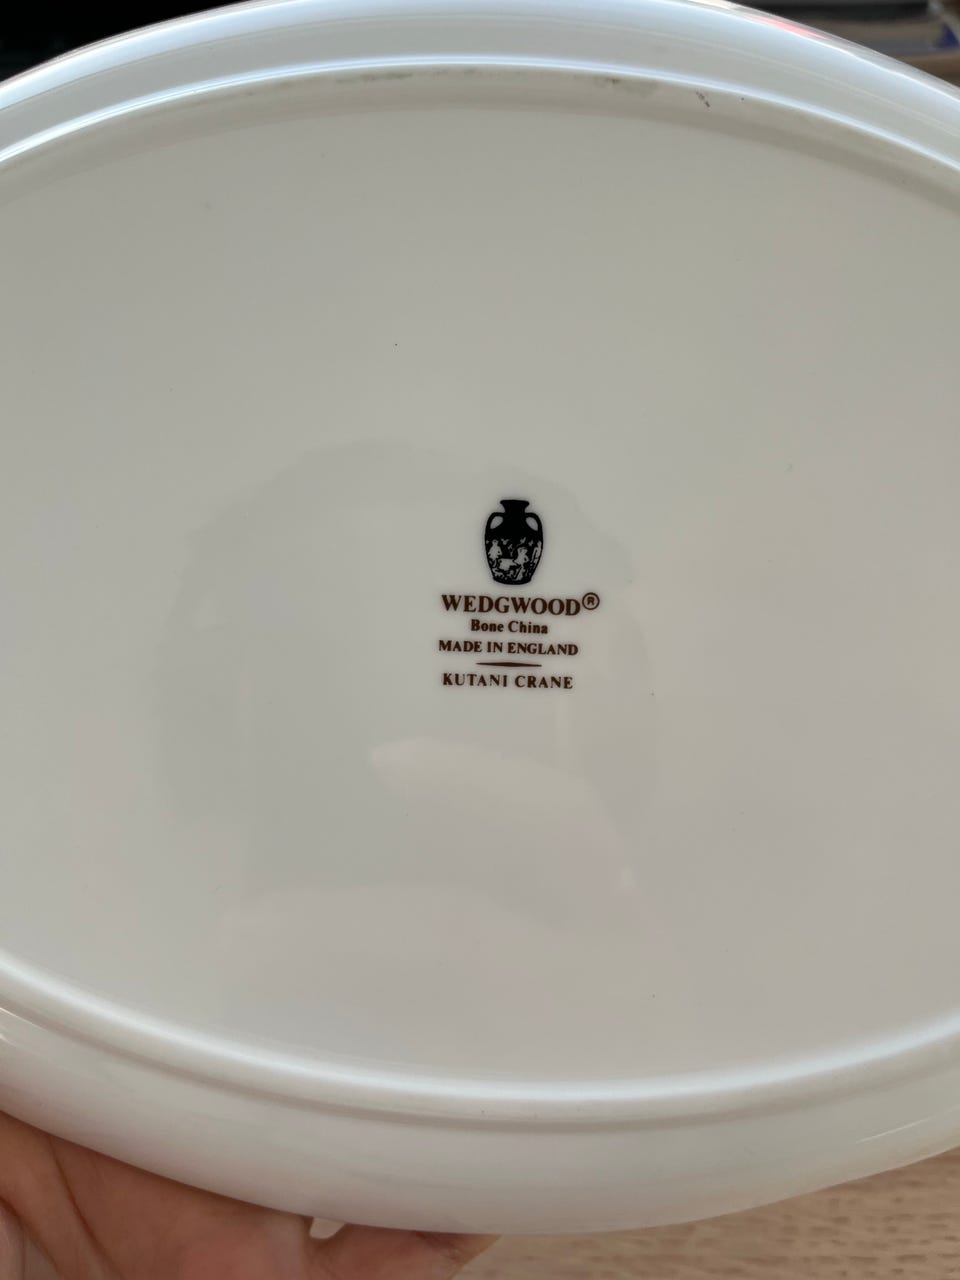 WEDGWOOD®
Bone China
MADE IN ENGLAND
KUTANI CRANE